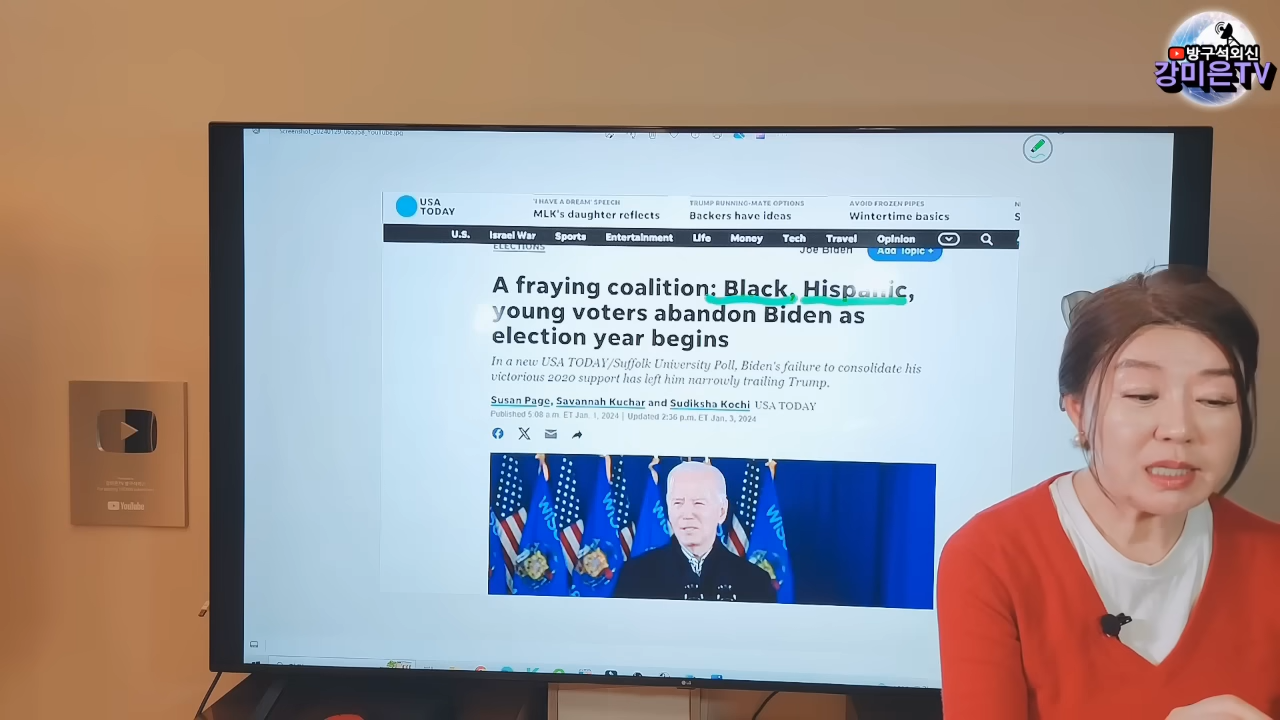 방구석외신
강미은TV
Screenshot_20240129-065358_YouTube.jpg
USA
TODAY
'I HAVE A DREAM' SPEECH
MLK's daughter reflects
TRUMP RUNNING-MATE OPTIONS
Backers have ideas
AVOID FROZEN PIPES
Wintertime basics
U.S. Israel War Sports Entertainment Life Money Tech Travel Opinion
ELECTIONS
Joe Biden
Add Topic +
A fraying coalition: Black, Hispanic,
young voters abandon Biden as
election year begins
In a new USA TODAY/Suffolk University Poll, Biden's failure to consolidate his
victorious 2020 support has left him narrowly trailing Trump.
Susan Page, Savannah Kuchar and Sudiksha Kochi USA TODAY
Published 5:08 a.m. ET Jan. 1, 2024 | Updated 2:36 p.m. ET Jan. 3, 2024
YouTube
LG